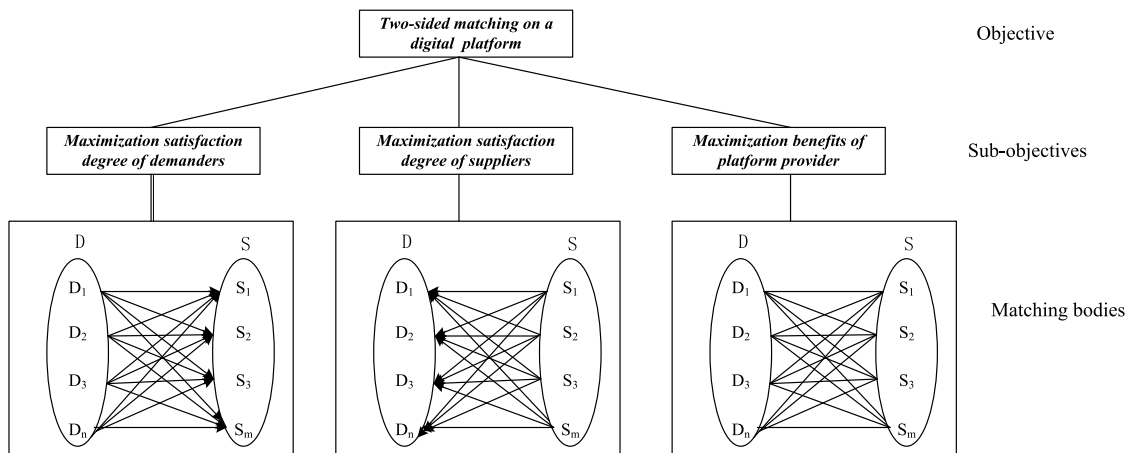 Two-sided matching on a
digital platform
Objective
Maximization satisfaction
degree of demanders
Maximization satisfaction
degree of suppliers
Maximization benefits of
platform provider
Sub-objectives
D
S
D₁
S₁
D₂
S₂
D₃
S₃
Dₙ
Sₘ
D
S
D₁
S₁
D₂
S₂
D₃
S₃
Dₙ
Sₘ
D
S
D₁
S₁
D₂
S₂
D₃
S₃
Dₙ
Sₘ
Matching bodies